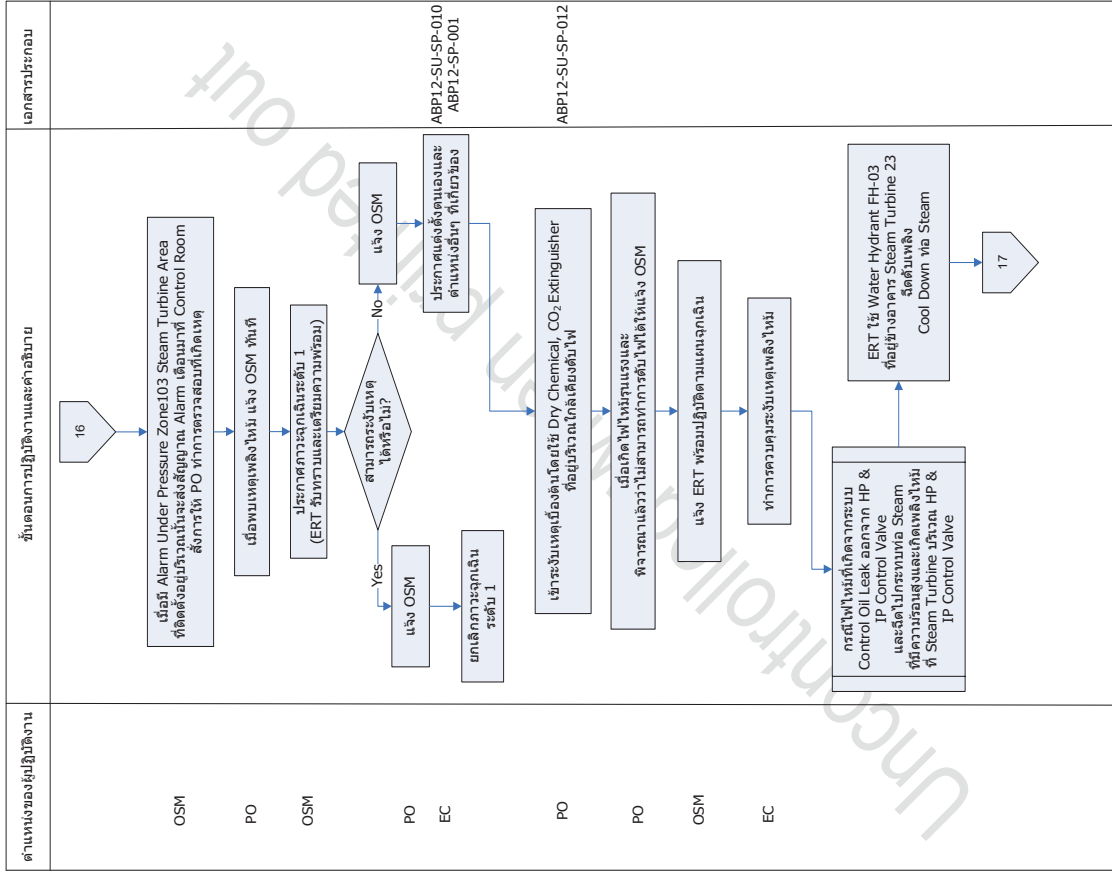 ตำแหน่งของผู้ปฏิบัติงาน
ขั้นตอนการปฏิบัติงานและคำอธิบาย
เอกสารประกอบ
16
OSM
เมื่อมี Alarm Under Pressure Zone103 Steam Turbine Area
ที่ติดตั้งอยู่บริเวณนั้นจะส่งสัญญาณ Alarm เตือนมาที่ Control Room
สั่งการให้ PO ทำการตรวจสอบที่เกิดเหตุ
PO
เมื่อพบเหตุเพลิงไหม้ แจ้ง OSM ทันที
OSM
ประกาศภาวะฉุกเฉินระดับ 1
(ERT รับทราบและเตรียมความพร้อม)
สามารถระงับเหตุ
ได้หรือไม่?
Yes
No
PO
แจ้ง OSM
แจ้ง OSM
EC
ยกเลิกภาวะฉุกเฉิน
ระดับ 1
ประกาศแต่งตั้งตนเองและ
ตำแหน่งอื่นๆ ที่เกี่ยวข้อง
ABP12-SU-SP-010
ABP12-SP-001
PO
เข้าระงับเหตุเบื้องต้นโดยใช้ Dry Chemical, CO2 Extinguisher
ที่อยู่บริเวณใกล้เคียงดับไฟ
ABP12-SU-SP-012
PO
เมื่อเกิดไฟไหม้รุนแรงและ
พิจารณาแล้วว่าไม่สามารถทำการดับไฟได้ให้แจ้ง OSM
OSM
แจ้ง ERT พร้อมปฏิบัติตามแผนฉุกเฉิน
EC
ทำการควบคุมระงับเหตุเพลิงไหม้
กรณีไฟไหม้ที่เกิดจากระบบ
Control Oil Leak ออกจาก HP &
IP Control Valve
และฉีดไปกระทบท่อ Steam
ที่มีความร้อนสูงและเกิดเพลิงไหม้
ที่ Steam Turbine บริเวณ HP &
IP Control Valve
ERT ใช้ Water Hydrant FH-03
ที่อยู่ข้างอาคาร Steam Turbine 23
ฉีดดับเพลิง
Cool Down ท่อ Steam
17
Uncontrolled when printed out